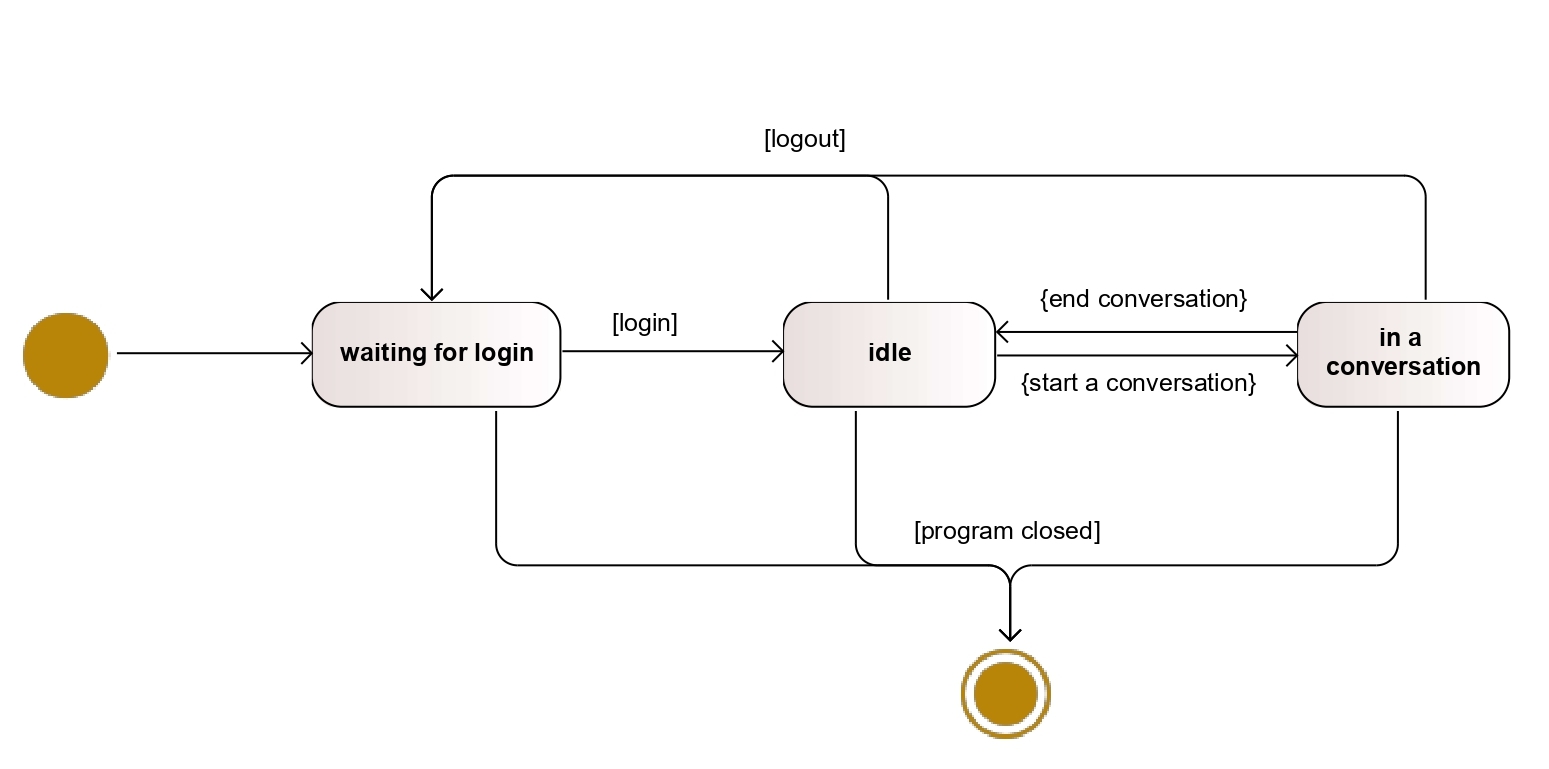 [logout]
{end conversation}
[login]
waiting for login
idle
in a
conversation
{start a conversation}
[program closed]